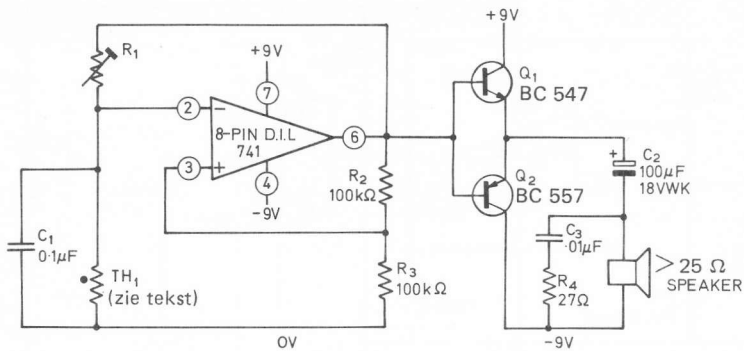 +9V
R₁
Q₁
BC 547
+9V
7
2
−
8-PIN D.I.L
741
6
3
+
4
-9V
R₂
100kΩ
Q₂
BC 557
+
C₂
100µF
18VWK
C₁
0·1µF
TH₁
(zie tekst)
R₃
100kΩ
C₃
·01µF
R₄
27Ω
> 25 Ω
SPEAKER
0V
-9V